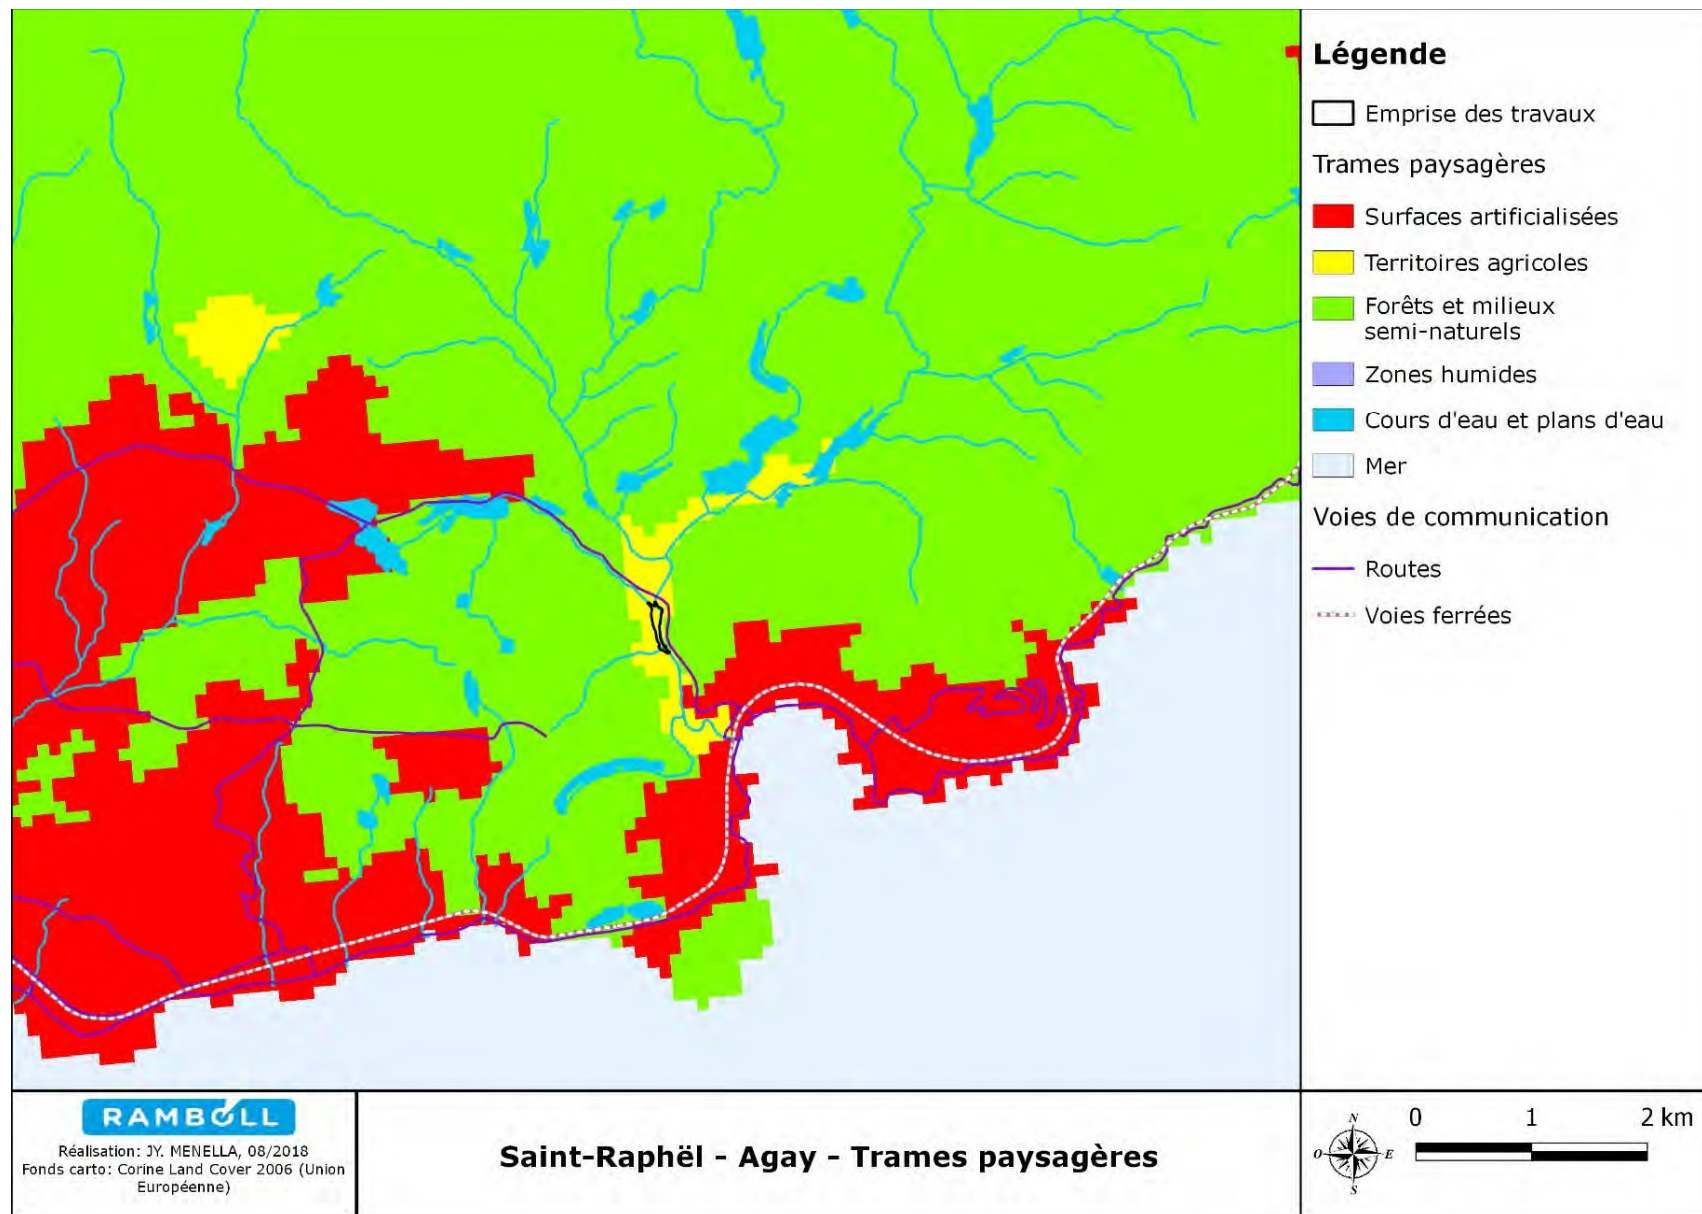 Légende
Emprise des travaux
Trames paysagères
Surfaces artificialisées
Territoires agricoles
Forêts et milieux
semi-naturels
Zones humides
Cours d'eau et plans d'eau
Mer
Voies de communication
Routes
Voies ferrées
RAMBOLL
Réalisation: JY. MENELLA, 08/2018
Fonds carto: Corine Land Cover 2006 (Union
Européenne)
Saint-Raphël - Agay - Trames paysagères
N
O
E
S
0 1 2 km